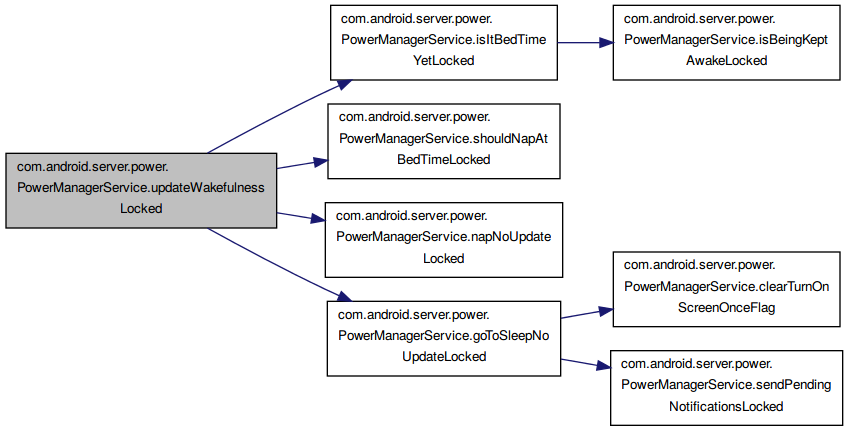 com.android.server.power.
PowerManagerService.isItBedTime
YetLocked
com.android.server.power.
PowerManagerService.isBeingKept
AwakeLocked
com.android.server.power.
PowerManagerService.shouldNapAt
BedTimeLocked
com.android.server.power.
PowerManagerService.updateWakefulness
Locked
com.android.server.power.
PowerManagerService.napNoUpdate
Locked
com.android.server.power.
PowerManagerService.clearTurnOn
ScreenOnceFlag
com.android.server.power.
PowerManagerService.goToSleepNo
UpdateLocked
com.android.server.power.
PowerManagerService.sendPending
NotificationsLocked